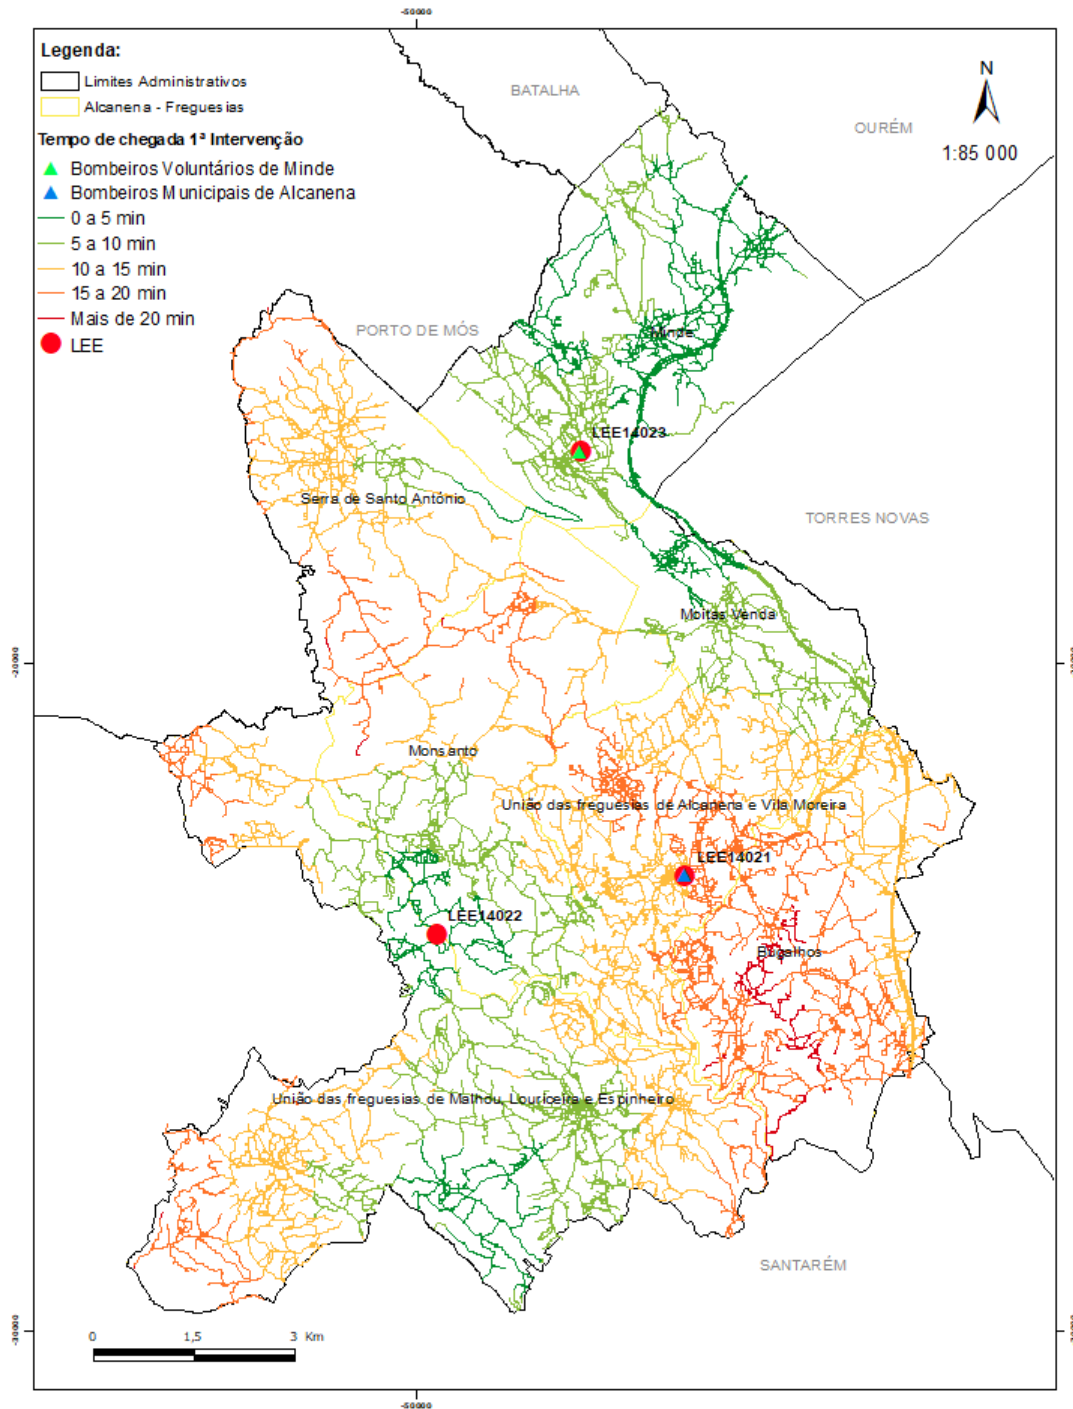 -50000
Legenda:
Limites Administrativos
Alcanena - Freguesias
Tempo de chegada 1ª Intervenção
Bombeiros Voluntários de Minde
Bombeiros Municipais de Alcanena
0 a 5 min
5 a 10 min
10 a 15 min
15 a 20 min
Mais de 20 min
LEE
BATALHA
N
OURÉM
1:85 000
PORTO DE MÓS
Minde
LEE14023
Serra de Santo António
TORRES NOVAS
Moitas Venda
-20000
Monsanto
União das freguesias de Alcanena e Vila Moreira
LEE14021
LEE14022
Bugalhos
União das freguesias de Malhou, Louriceira e Espinheiro
SANTARÉM
-30000
0 1,5 3 Km
-50000